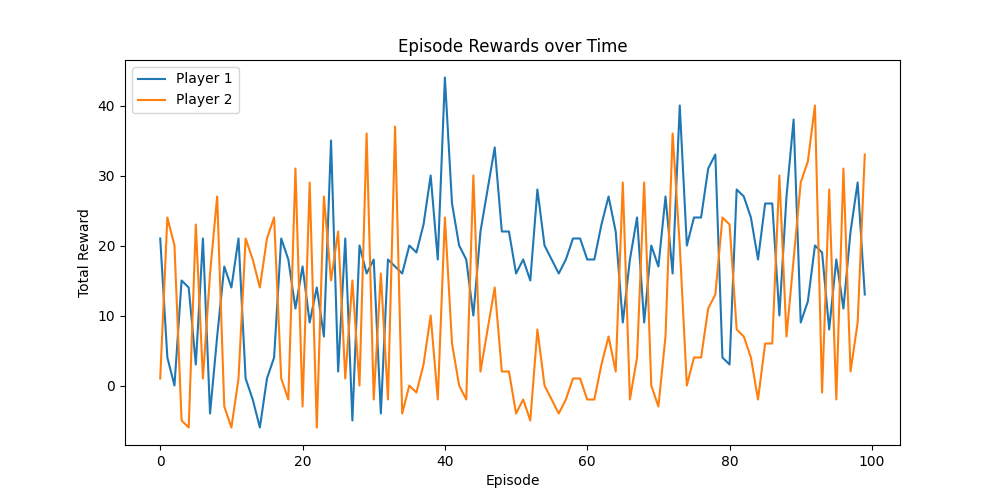 Episode Rewards over Time
Player 1
Player 2
Total Reward
40
30
20
10
0
0 20 40 60 80 100
Episode